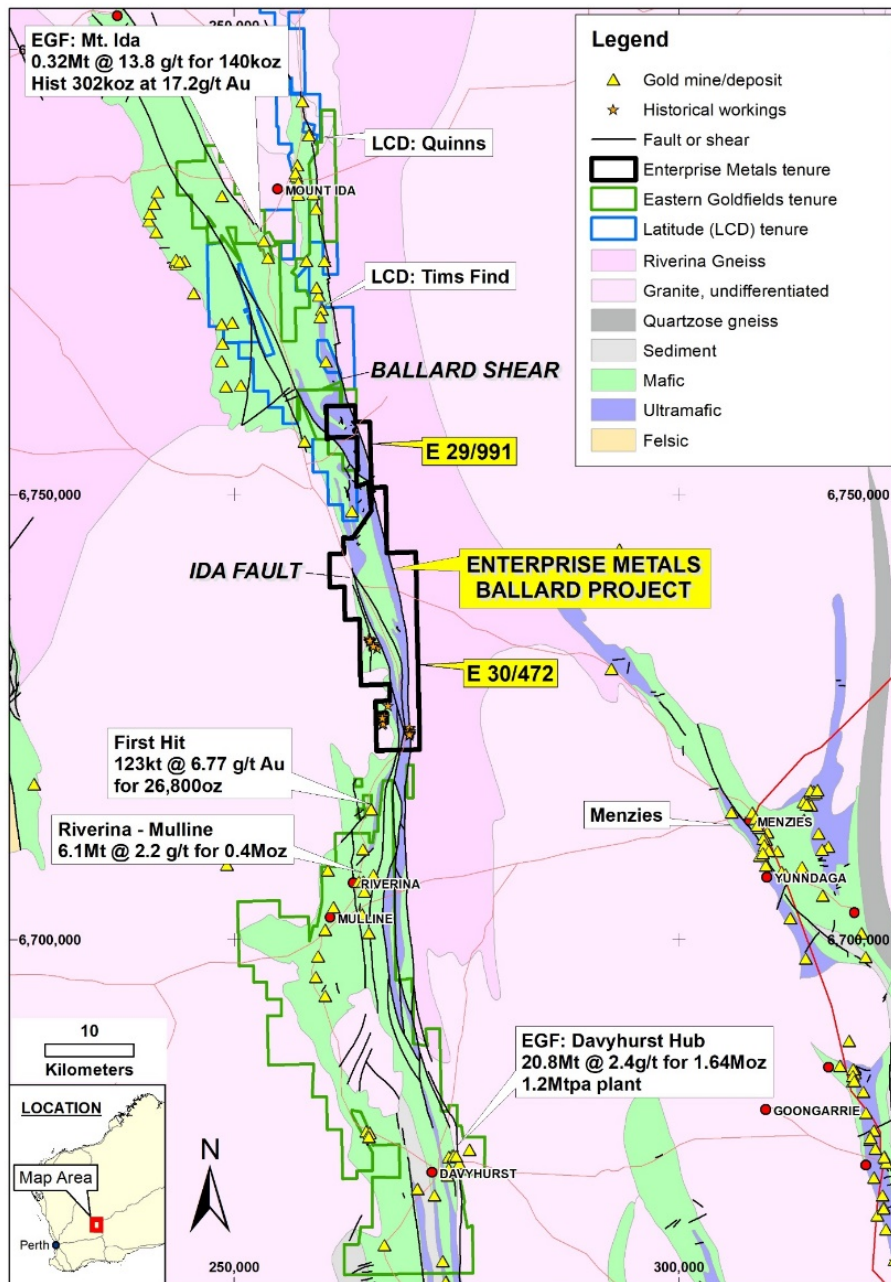 250,000
6,
EGF: Mt. Ida
0.32Mt @ 13.8 g/t for 140koz
Hist 302koz at 17.2g/t Au
LCD: Quinns
MOUNT IDA
LCD: Tims Find
BALLARD SHEAR
E 29/991
6,750,000
6,750,000
IDA FAULT
ENTERPRISE METALS
BALLARD PROJECT
E 30/472
First Hit
123kt @ 6.77 g/t Au
for 26,800oz
Riverina - Mulline
6.1Mt @ 2.2 g/t for 0.4Moz
RIVERINA
MULLINE
Menzies
MENZIES
YUNNDAGA
6,700,000
6,700,000
EGF: Davyhurst Hub
20.8Mt @ 2.4g/t for 1.64Moz
1.2Mtpa plant
GOONGARRIE
DAVYHURST
250,000
300,000
Legend
Gold mine/deposit
Historical workings
Fault or shear
Enterprise Metals tenure
Eastern Goldfields tenure
Latitude (LCD) tenure
Riverina Gneiss
Granite, undifferentiated
Quartzose gneiss
Sediment
Mafic
Ultramafic
Felsic
10
Kilometers
LOCATION
Map Area
Perth
N